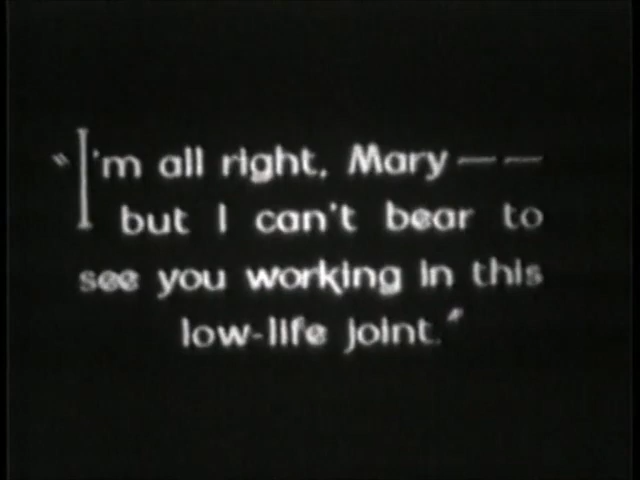 "I'm all right, Mary — —
but I can't bear to
see you working in this
low-life joint."